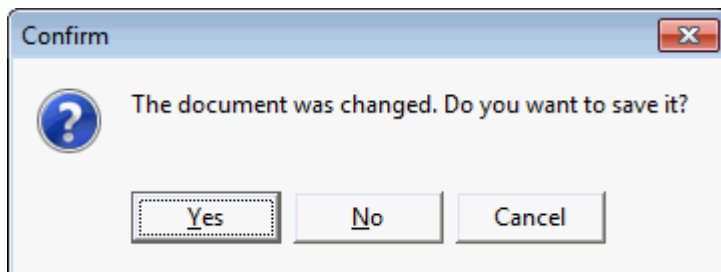 Confirm
The document was changed. Do you want to save it?
Yes No Cancel